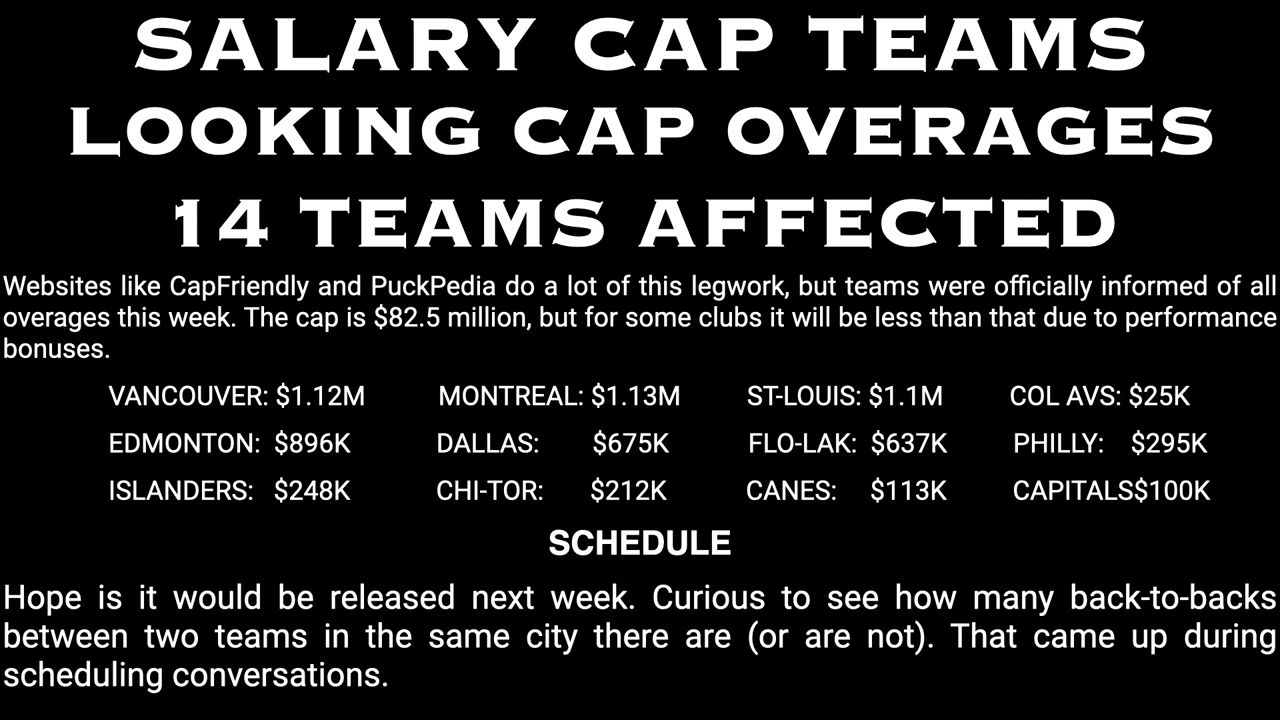 SALARY CAP TEAMS
LOOKING CAP OVERAGES
14 TEAMS AFFECTED
Websites like CapFriendly and PuckPedia do a lot of this legwork, but teams were officially informed of all
overages this week. The cap is $82.5 million, but for some clubs it will be less than that due to performance
bonuses.
VANCOUVER: $1.12M MONTREAL: $1.13M ST-LOUIS: $1.1M COL AVS: $25K
EDMONTON: $896K DALLAS: $675K FLO-LAK: $637K PHILLY: $295K
ISLANDERS: $248K CHI-TOR: $212K CANES: $113K CAPITALS$100K
SCHEDULE
Hope is it would be released next week. Curious to see how many back-to-backs
between two teams in the same city there are (or are not). That came up during
scheduling conversations.